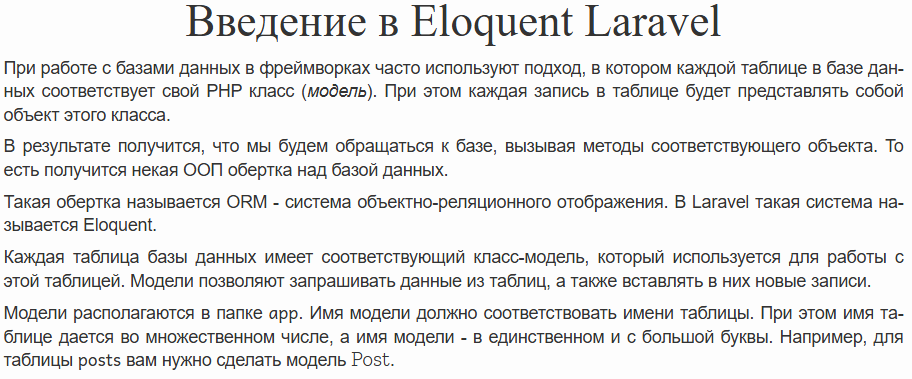 Введение в Eloquent Laravel
При работе с базами данных в фреймворках часто используют подход, в котором каждой таблице в базе дан-
ных соответствует свой PHP класс (модель). При этом каждая запись в таблице будет представлять собой
объект этого класса.
В результате получится, что мы будем обращаться к базе, вызывая методы соответствующего объекта. То
есть получится некая ООП обертка над базой данных.
Такая обертка называется ORM - система объектно-реляционного отображения. В Laravel такая система на-
зывается Eloquent.
Каждая таблица базы данных имеет соответствующий класс-модель, который используется для работы с
этой таблицей. Модели позволяют запрашивать данные из таблиц, а также вставлять в них новые записи.
Модели располагаются в папке app. Имя модели должно соответствовать имени таблицы. При этом имя та-
блице дается во множественном числе, а имя модели - в единственном и с большой буквы. Например, для
таблицы posts вам нужно сделать модель Post.